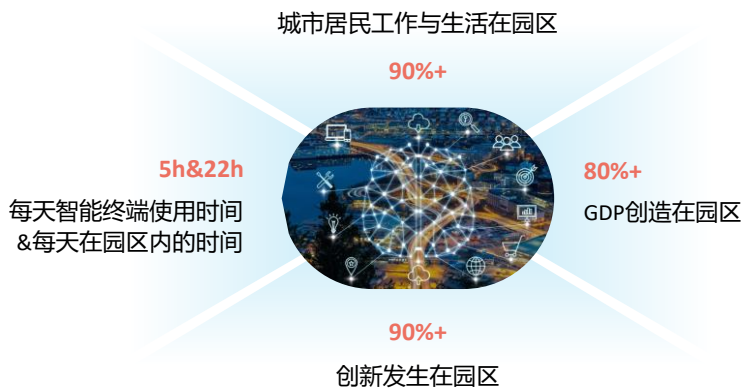 城市居民工作与生活在园区
90%+
5h&22h
每天智能终端使用时间
&每天在园区内的时间
80%+
GDP创造在园区
90%+
创新发生在园区